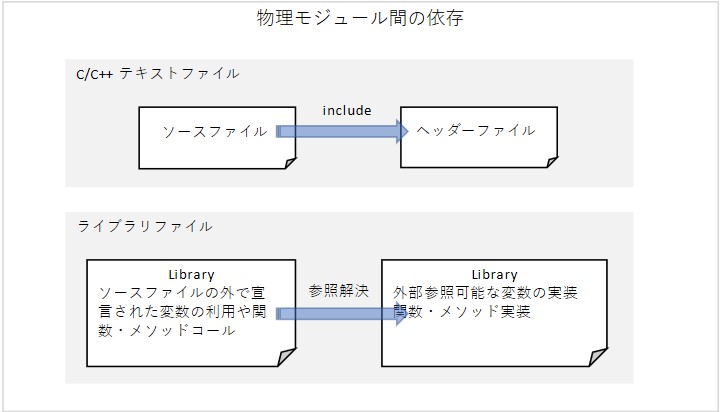 物理モジュール間の依存
C/C++ テキストファイル
include
ソースファイル
ヘッダーファイル
ライブラリファイル
Library
ソースファイルの外で宣
言された変数の利用や関
数・メソッドコール
参照解決
Library
外部参照可能な変数の実装
関数・メソッド実装